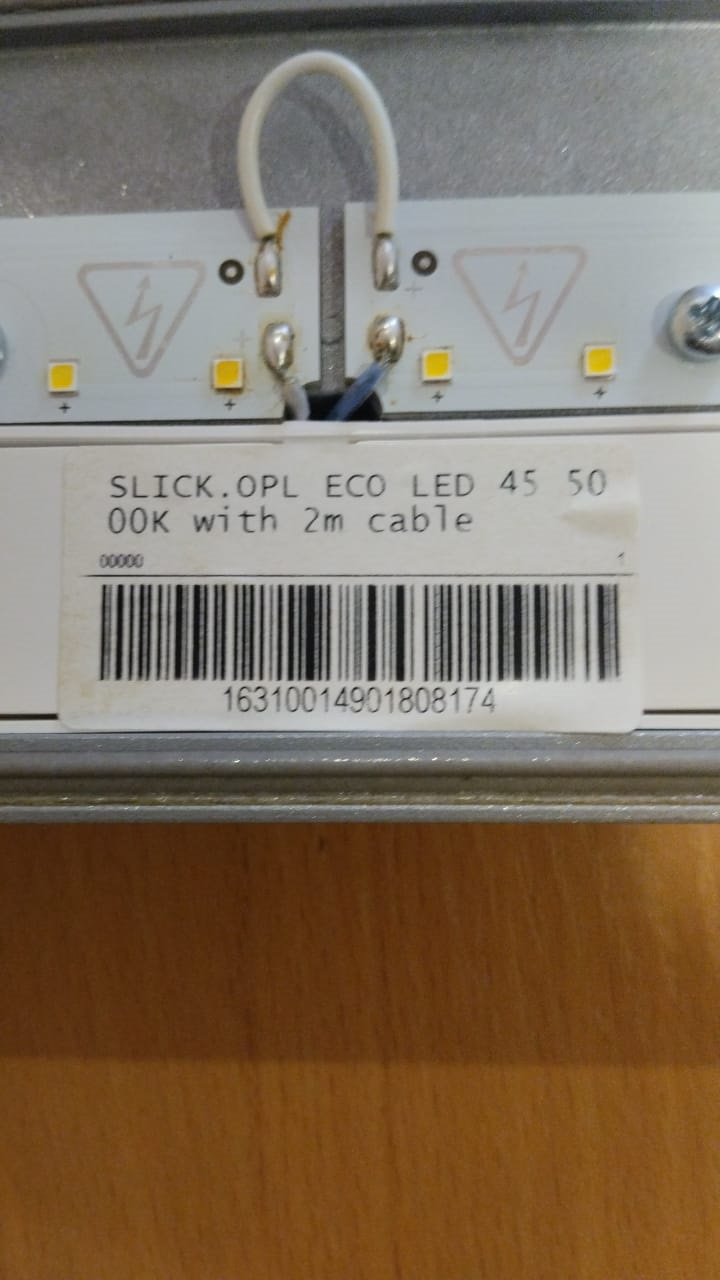 SLICK.OPL ECO LED 45 50
00K with 2m cable
00000 1
16310014901808174